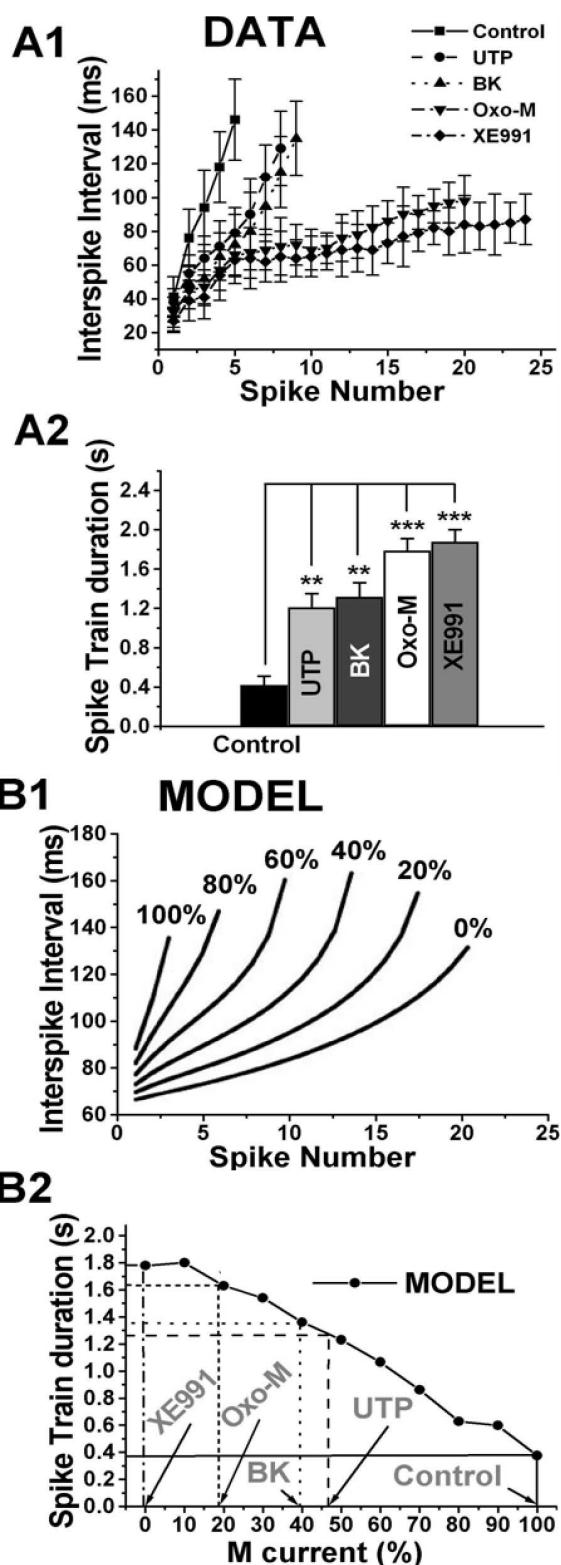 A1 DATA
Control
UTP
BK
Oxo-M
XE991
Interspike Interval (ms)
160
140
120
100
80
60
40
20
0 5 10 15 20 25
Spike Number
A2
Spike Train duration (s)
2.4
2.0
1.6
1.2
0.8
0.4
0.0
** ** *** ***
UTP
BK
Oxo-M
XE991
Control
B1 MODEL
Interspike Interval (ms)
180
160
140
120
100
80
60
100% 80% 60% 40% 20% 0%
0 5 10 15 20 25
Spike Number
B2
Spike Train duration (s)
2.0
1.8
1.6
1.4
1.2
1.0
0.8
0.6
0.4
0.2
0.0
MODEL
XE991
Oxo-M
BK
UTP
Control
0 10 20 30 40 50 60 70 80 90 100
M current (%)